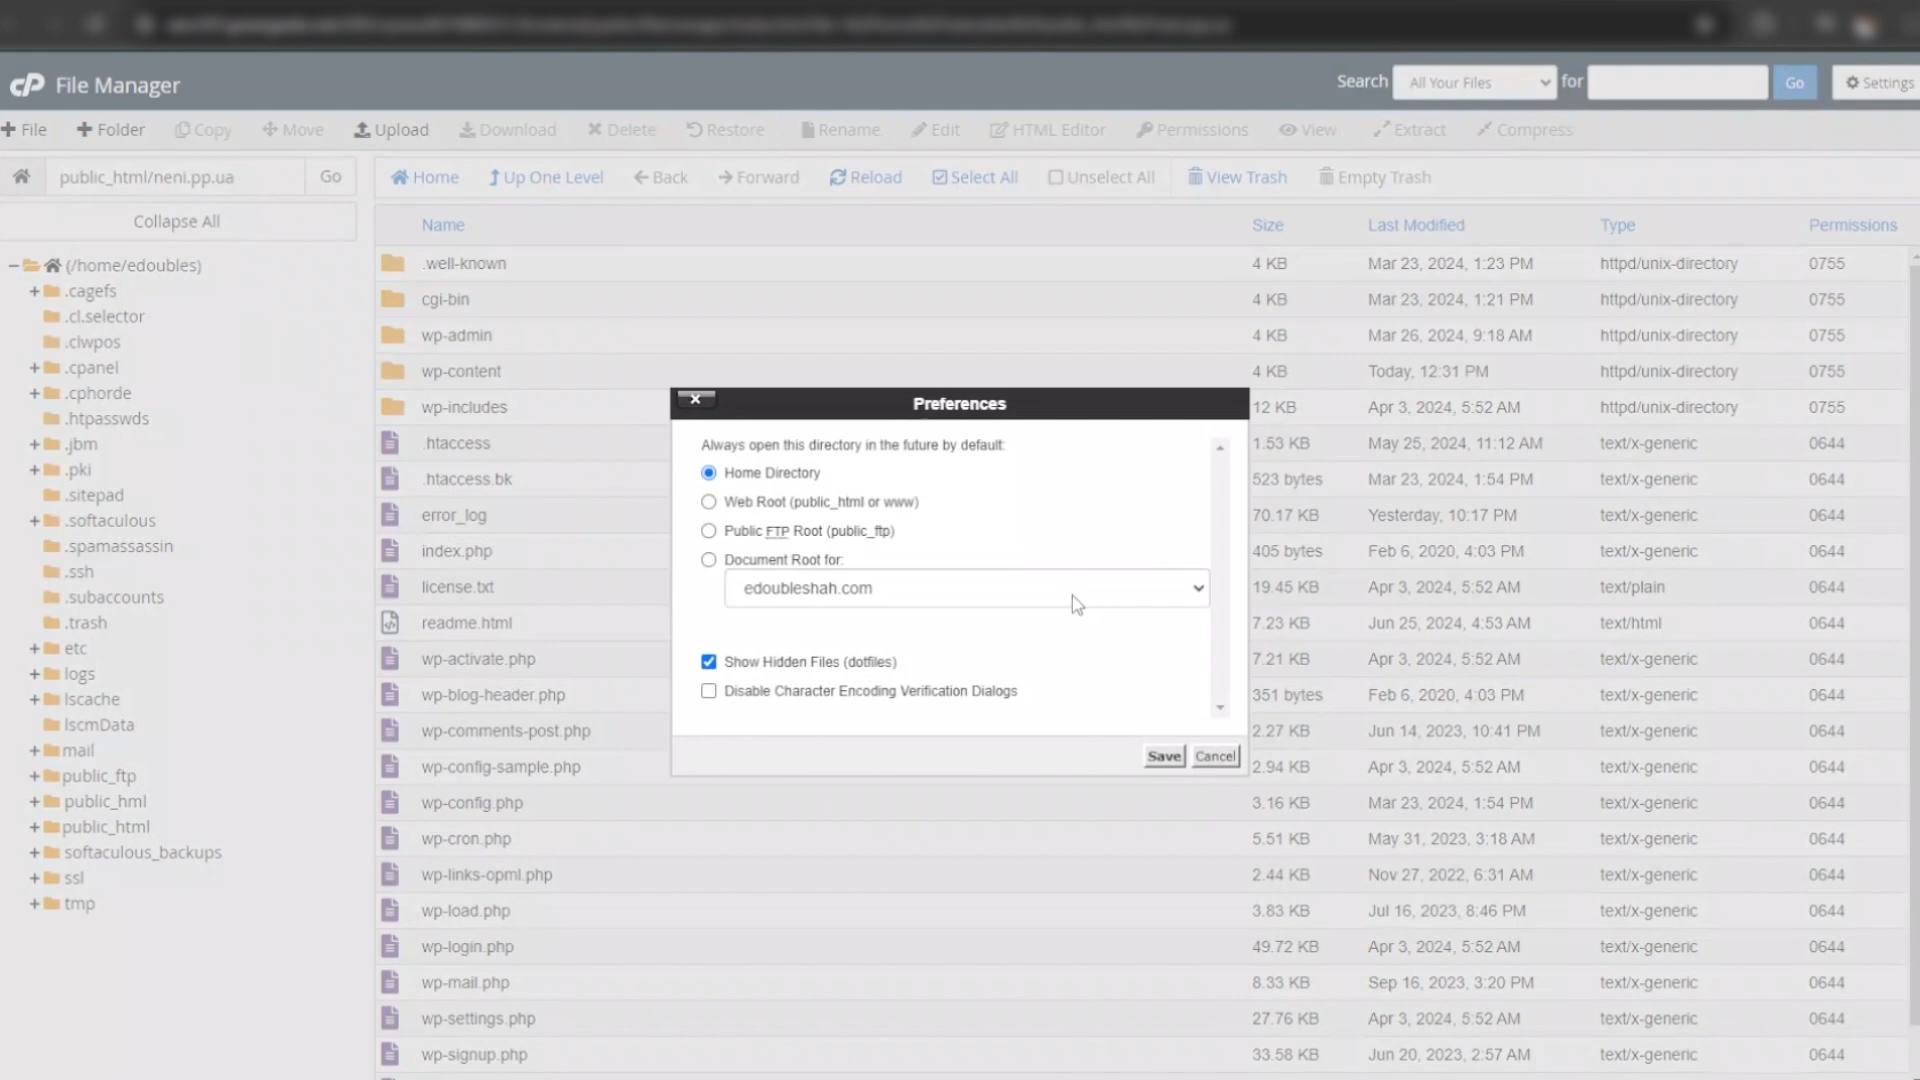 cP File Manager
Search All Your Files for Go Settings
File Folder Copy Move Upload Download Delete Restore Rename Edit HTML Editor Permissions View Extract Compress
public_html/neni.pp.ua Go
Home Up One Level Back Forward Reload Select All Unselect All View Trash Empty Trash
Collapse All
(/home/edoubles)
.cagefs
.cl.selector
.clwpos
.cpanel
.cphorde
.htpasswds
.jbm
.pki
.sitepad
.softaculous
.spamassassin
.ssh
.subaccounts
.trash
etc
logs
lscache
lscmData
mail
public_ftp
public_hml
public_html
softaculous_backups
ssl
tmp
Name Size Last Modified Type Permissions
.well-known 4 KB Mar 23, 2024, 1:23 PM httpd/unix-directory 0755
cgi-bin 4 KB Mar 23, 2024, 1:21 PM httpd/unix-directory 0755
wp-admin 4 KB Mar 26, 2024, 9:18 AM httpd/unix-directory 0755
wp-content 4 KB Today, 12:31 PM httpd/unix-directory 0755
wp-includes 12 KB Apr 3, 2024, 5:52 AM httpd/unix-directory 0755
.htaccess 1.53 KB May 25, 2024, 11:12 AM text/x-generic 0644
.htaccess.bk 523 bytes Mar 23, 2024, 1:54 PM text/x-generic 0644
error_log 70.17 KB Yesterday, 10:17 PM text/x-generic 0644
index.php 405 bytes Feb 6, 2020, 4:03 PM text/x-generic 0644
license.txt 19.45 KB Apr 3, 2024, 5:52 AM text/plain 0644
readme.html 7.23 KB Jun 25, 2024, 4:53 AM text/html 0644
wp-activate.php 7.21 KB Apr 3, 2024, 5:52 AM text/x-generic 0644
wp-blog-header.php 351 bytes Feb 6, 2020, 4:03 PM text/x-generic 0644
wp-comments-post.php 2.27 KB Jun 14, 2023, 10:41 PM text/x-generic 0644
wp-config-sample.php 2.94 KB Apr 3, 2024, 5:52 AM text/x-generic 0644
wp-config.php 3.16 KB Mar 23, 2024, 1:54 PM text/x-generic 0644
wp-cron.php 5.51 KB May 31, 2023, 3:18 AM text/x-generic 0644
wp-links-opml.php 2.44 KB Nov 27, 2022, 6:31 AM text/x-generic 0644
wp-load.php 3.83 KB Jul 16, 2023, 8:46 PM text/x-generic 0644
wp-login.php 49.72 KB Apr 3, 2024, 5:52 AM text/x-generic 0644
wp-mail.php 8.33 KB Sep 16, 2023, 3:20 PM text/x-generic 0644
wp-settings.php 27.76 KB Apr 3, 2024, 5:52 AM text/x-generic 0644
wp-signup.php 33.58 KB Jun 20, 2023, 2:57 AM text/x-generic 0644
Preferences
Always open this directory in the future by default:
Home Directory
Web Root (public_html or www)
Public FTP Root (public_ftp)
Document Root for:
edoubleshah.com
Show Hidden Files (dotfiles)
Disable Character Encoding Verification Dialogs
Save Cancel